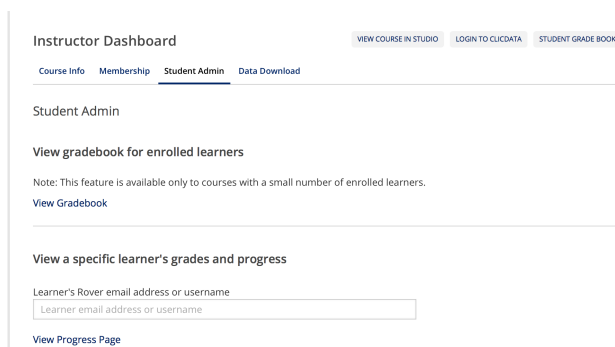 Instructor Dashboard
VIEW COURSE IN STUDIO LOGIN TO CLICDATA STUDENT GRADE BOOK
Course Info Membership Student Admin Data Download
Student Admin
View gradebook for enrolled learners
Note: This feature is available only to courses with a small number of enrolled learners.
View Gradebook
View a specific learner's grades and progress
Learner's Rover email address or username
Learner email address or username
View Progress Page